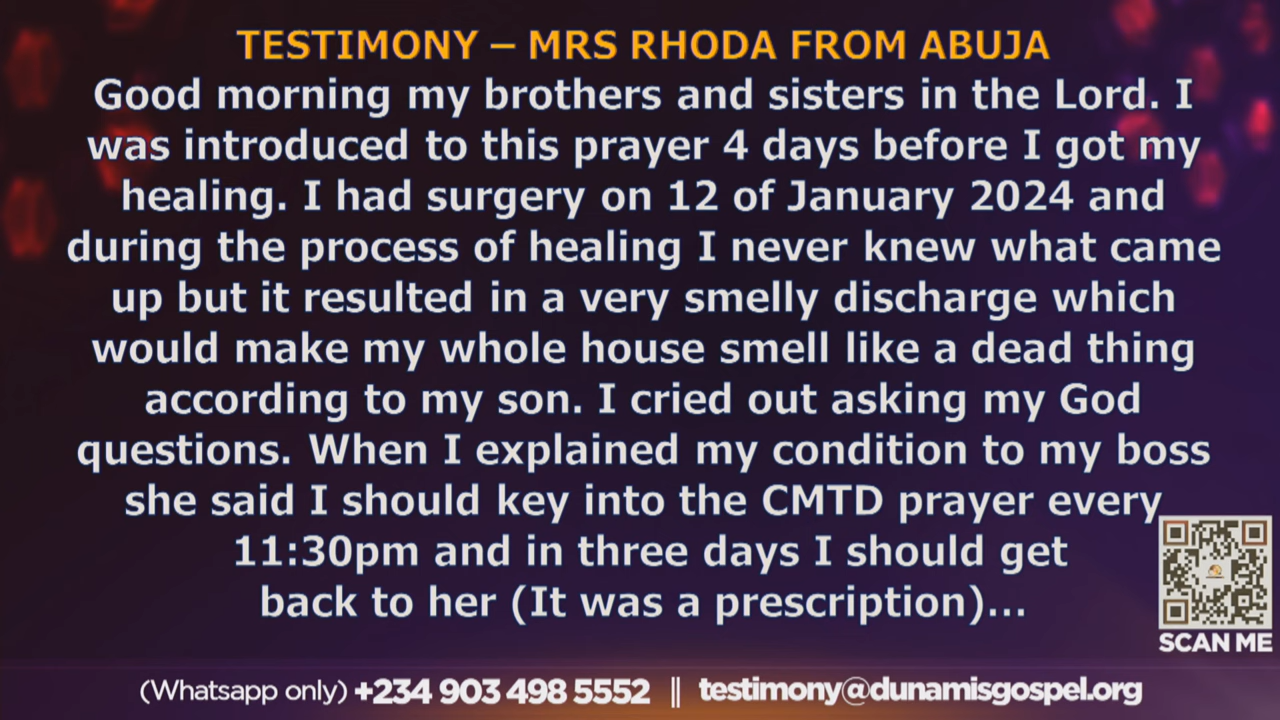 TESTIMONY – MRS RHODA FROM ABUJA
Good morning my brothers and sisters in the Lord. I
was introduced to this prayer 4 days before I got my
healing. I had surgery on 12 of January 2024 and
during the process of healing I never knew what came
up but it resulted in a very smelly discharge which
would make my whole house smell like a dead thing
according to my son. I cried out asking my God
questions. When I explained my condition to my boss
she said I should key into the CMTD prayer every
11:30pm and in three days I should get
back to her (It was a prescription)...
SCAN ME
(Whatsapp only) +234 903 498 5552 || testimony@dunamisgospel.org